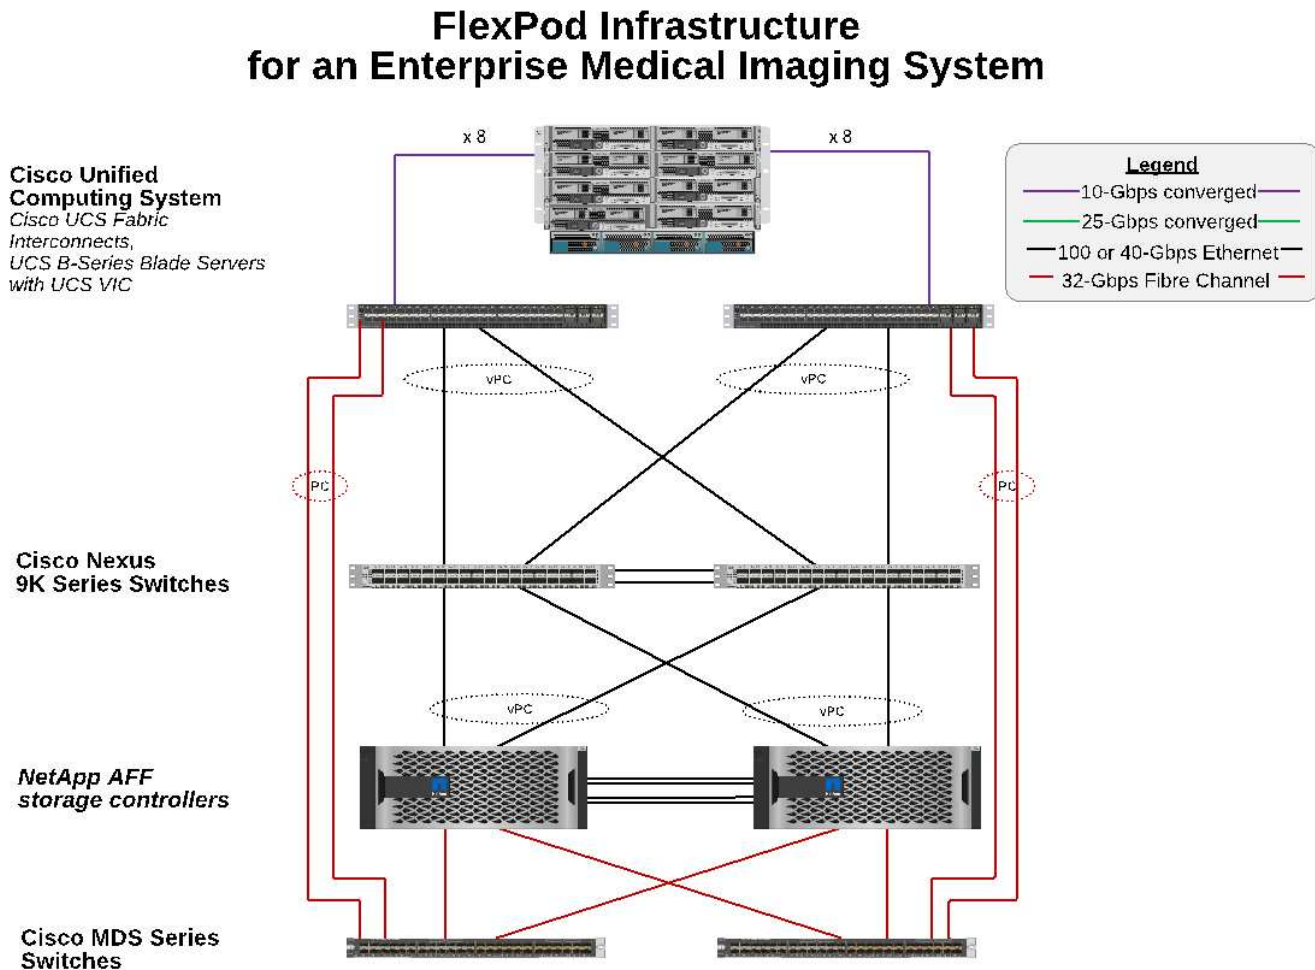 FlexPod Infrastructure
for an Enterprise Medical Imaging System
x 8
x 8
Cisco Unified
Computing System
Cisco UCS Fabric
Interconnects,
UCS B-Series Blade Servers
with UCS VIC
Legend
10-Gbps converged
25-Gbps converged
100 or 40-Gbps Ethernet
32-Gbps Fibre Channel
vPC
vPC
PC
PC
Cisco Nexus
9K Series Switches
vPC
vPC
NetApp AFF
storage controllers
Cisco MDS Series
Switches